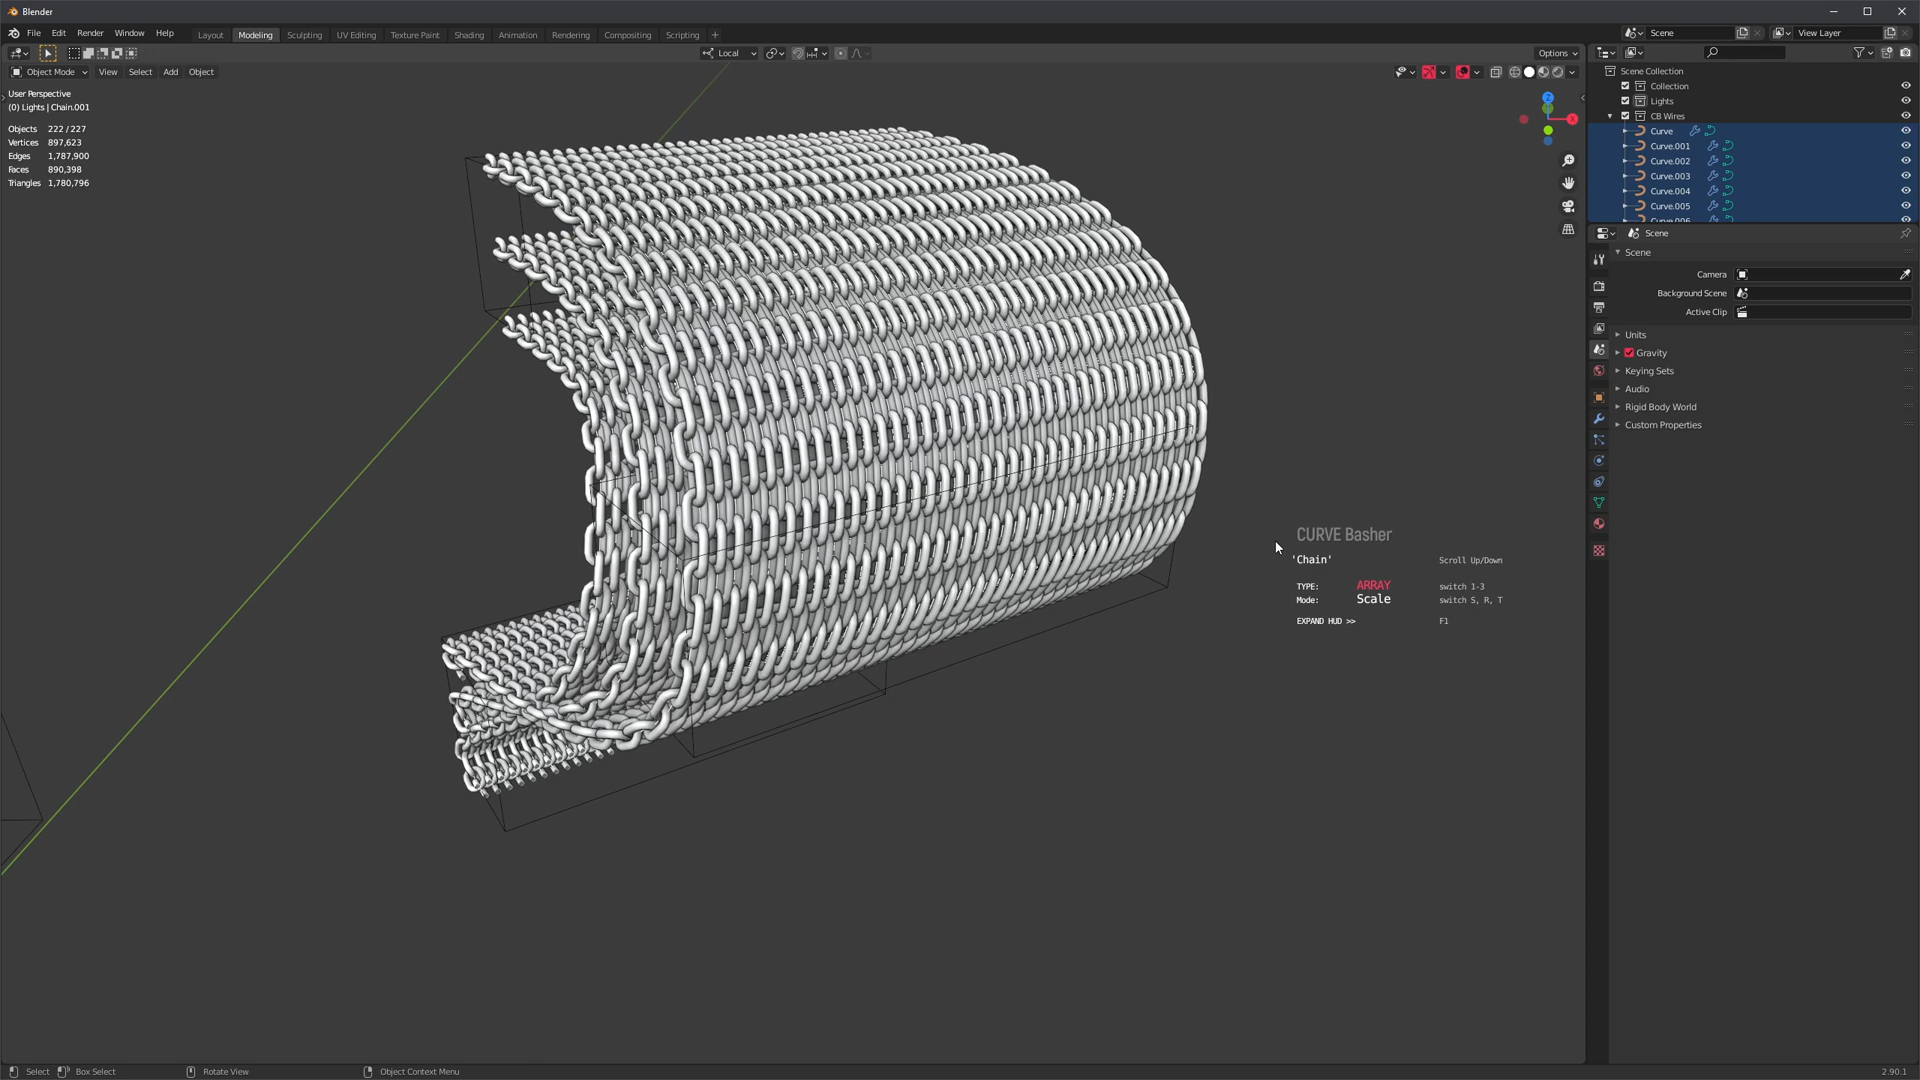 Blender
File Edit Render Window Help Layout Modeling Sculpting UV Editing Texture Paint Shading Animation Rendering Compositing Scripting +
Scene View Layer
Local Options
Object Mode View Select Add Object
User Perspective
(0) Lights | Chain.001
Objects 222 / 227
Vertices 897,623
Edges 1,787,900
Faces 890,398
Triangles 1,780,796
Z
X
Scene Collection
Collection
Lights
CB Wires
Curve
Curve.001
Curve.002
Curve.003
Curve.004
Curve.005
Curve.006
Scene
Scene
Camera
Background Scene
Active Clip
Units
Gravity
Keying Sets
Audio
Rigid Body World
Custom Properties
CURVE Basher
'Chain' Scroll Up/Down
TYPE: ARRAY switch 1-3
Mode: Scale switch S, R, T
EXPAND HUD >> F1
Select Box Select Rotate View Object Context Menu 2.90.1